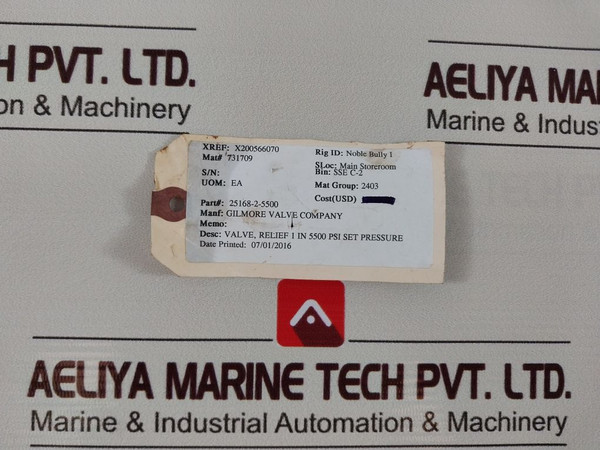 H PVT. LTD.
on & Machinery
AELIYA MAR
Marine & Indus
XREF: X200566070
Mat# 731709
S/N:
UOM: EA
Rig ID: Noble Bully 1
SLoc: Main Storeroom
Bin: SSE C-2
Mat Group: 2403
Cost(USD)
Part#: 25168-2-5500
Manf: GILMORE VALVE COMPANY
Memo:
Desc: VALVE, RELIEF 1 IN 5500 PSI SET PRESSURE
Date Printed: 07/01/2016
AELIYA MARINE TECH PVT. LTD.
Marine & Industrial Automation & Machinery